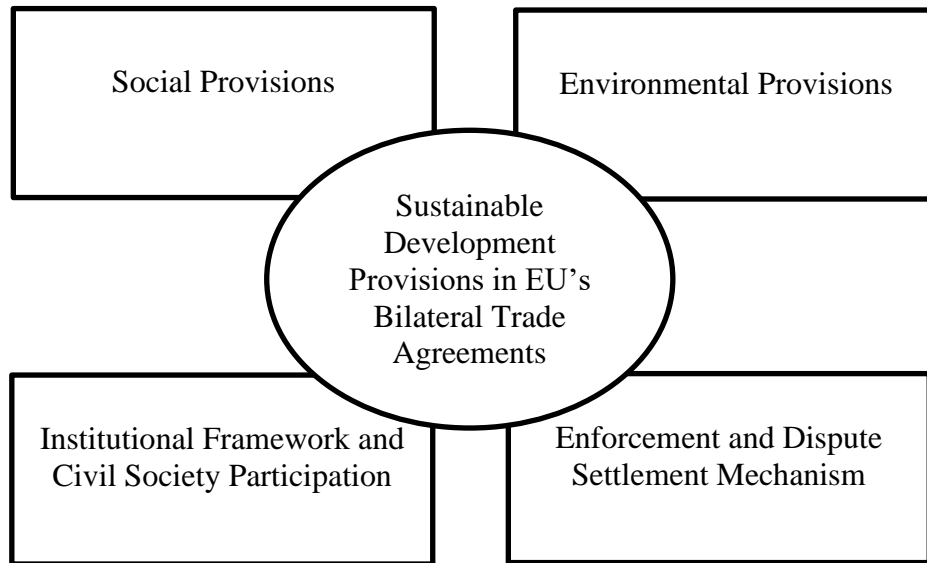 Social Provisions
Environmental Provisions
Sustainable
Development
Provisions in EU’s
Bilateral Trade
Agreements
Institutional Framework and
Civil Society Participation
Enforcement and Dispute
Settlement Mechanism